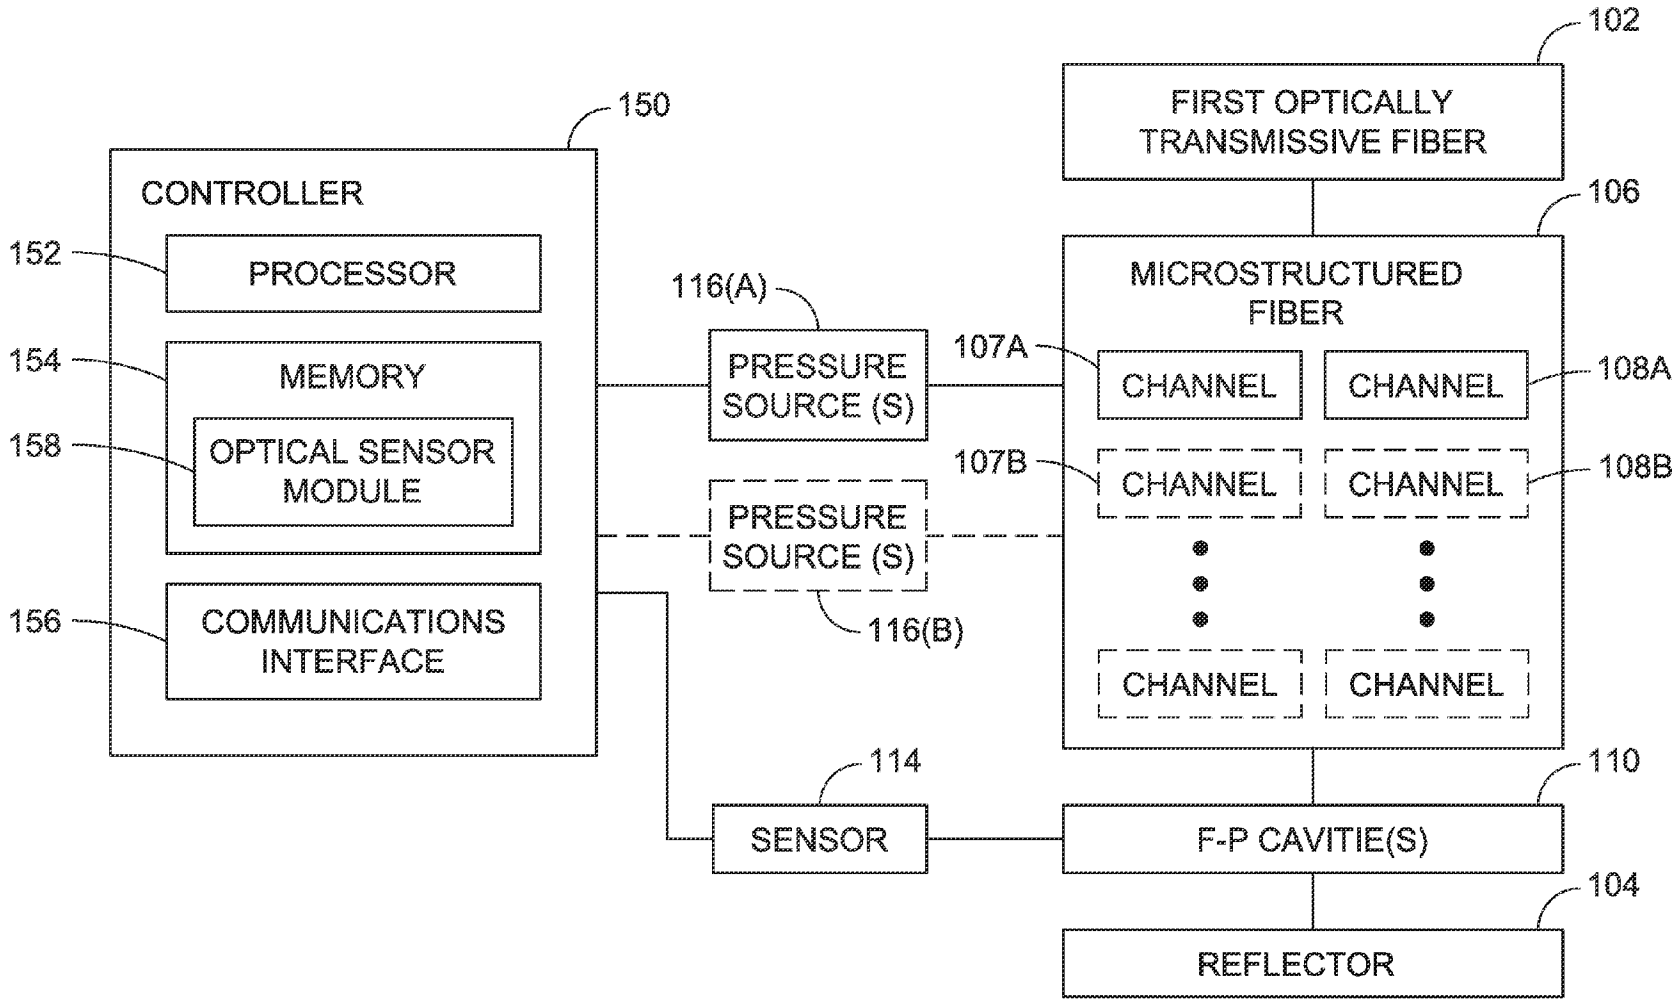 102
FIRST OPTICALLY
TRANSMISSIVE FIBER
150
CONTROLLER
152
PROCESSOR
154
MEMORY
158
OPTICAL SENSOR
MODULE
156
COMMUNICATIONS
INTERFACE
116(A)
PRESSURE
SOURCE (S)
PRESSURE
SOURCE (S)
116(B)
106
MICROSTRUCTURED
FIBER
107A
CHANNEL
CHANNEL
108A
107B
CHANNEL
CHANNEL
108B
CHANNEL
CHANNEL
114
SENSOR
110
F-P CAVITIE(S)
104
REFLECTOR